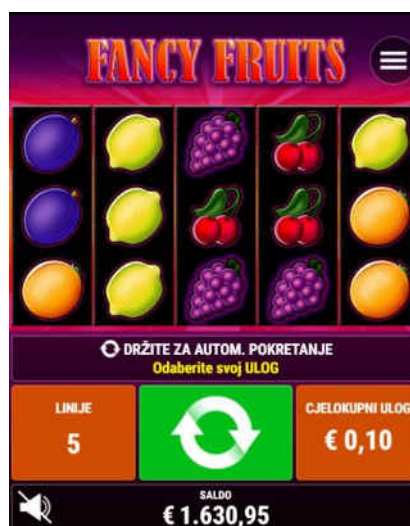 FANCY FRUITS
DRŽITE ZA AUTOM. POKRETANJE
Odaberite svoj ULOG
LINIJE
5
CJELOKUPNI ULOG
€ 0,10
SALDO
€ 1.630,95